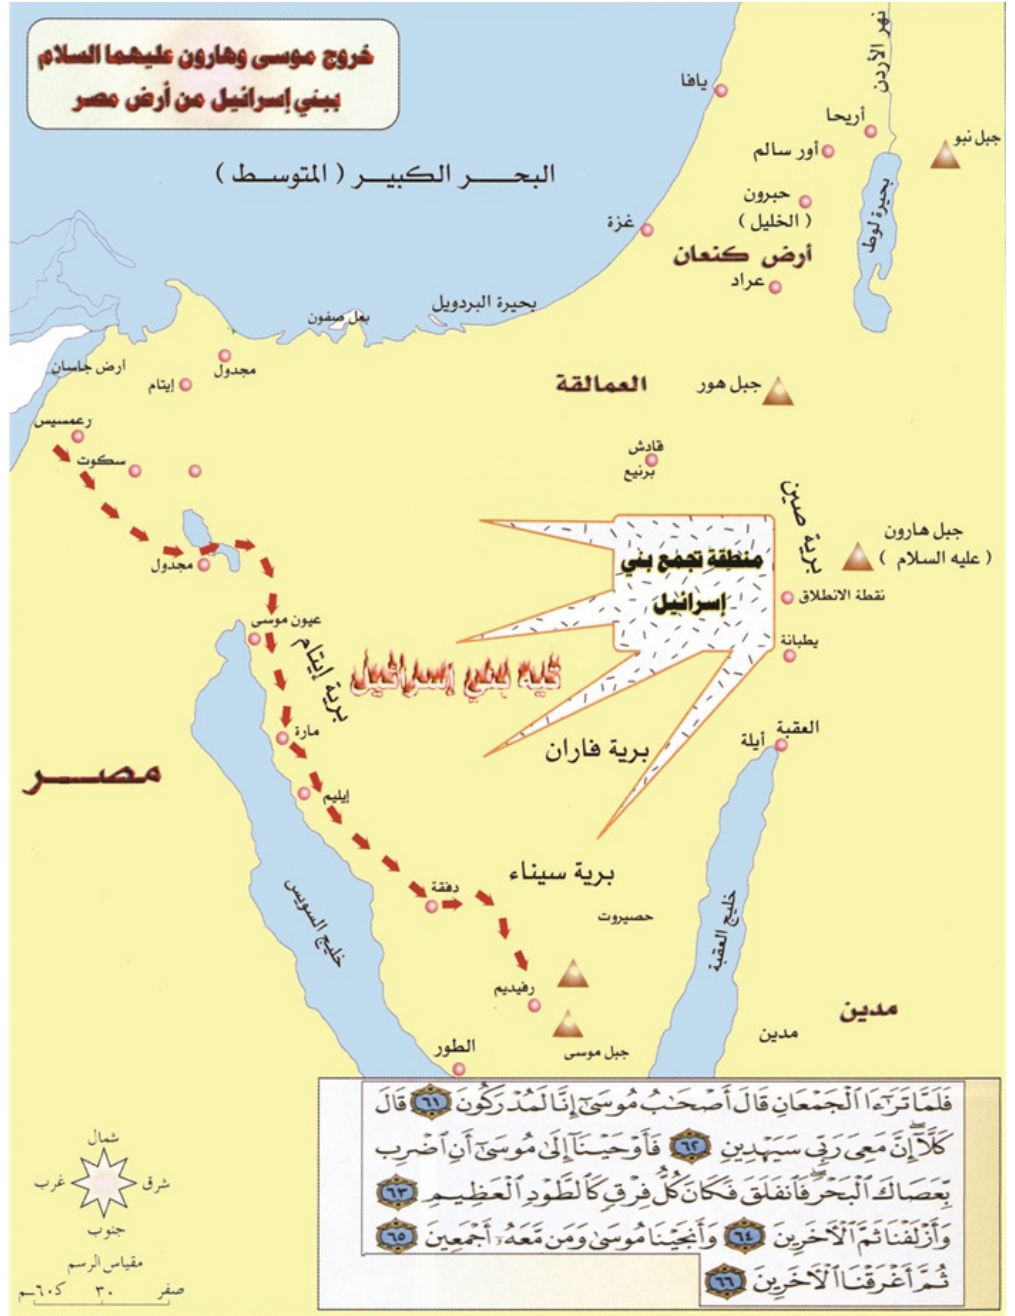 خروج موسى وهارون عليهما السلام
ببني إسرائيل من أرض مصر
نهر الأردن
يافا
أريحا
جبل نبو
أور سالم
البحر الكبير ( المتوسط )
حبرون
( الخليل )
بحيرة لوط
غزة
أرض كنعان
عراد
بحيرة البردويل
بعل صفون
مجدول
أرض جاسان
إيتام
العمالقة
جبل هور
رعمسيس
قادش
برنيع
سكوت
برية صين
جبل هارون
( عليه السلام )
منطقة تجمع بني
إسرائيل
مجدول
نقطة الانطلاق
عيون موسى
يطبانة
برية إيتام
تيه بني إسرائيل
مارة
العقبة
أيلة
برية فاران
مصر
إيليم
برية سيناء
دفقة
حصيروت
خليج السويس
خليج العقبة
رفيديم
مدين
مدين
جبل موسى
الطور
فَلَمَّا تَرَٰٓءَا ٱلْجَمْعَانِ قَالَ أَصْحَٰبُ مُوسَىٰٓ إِنَّا لَمُدْرَكُونَ ٦١ قَالَ
كَلَّآ إِنَّ مَعِىَ رَبِّى سَيَهْدِينِ ٦٢ فَأَوْحَيْنَآ إِلَىٰ مُوسَىٰٓ أَنِ ٱضْرِب
بِّعَصَاكَ ٱلْبَحْرَ فَٱنفَلَقَ فَكَانَ كُلُّ فِرْقٍ كَٱلطَّوْدِ ٱلْعَظِيمِ ٦٣
وَأَزْلَفْنَا ثَمَّ ٱلْآخَرِينَ ٦٤ وَأَنجَيْنَا مُوسَىٰ وَمَن مَّعَهُۥٓ أَجْمَعِينَ ٦٥
ثُمَّ أَغْرَقْنَا ٱلْآخَرِينَ ٦٦
شمال
شرق
غرب
جنوب
مقياس الرسم
صفر ٣٠ ٦٠ك.م